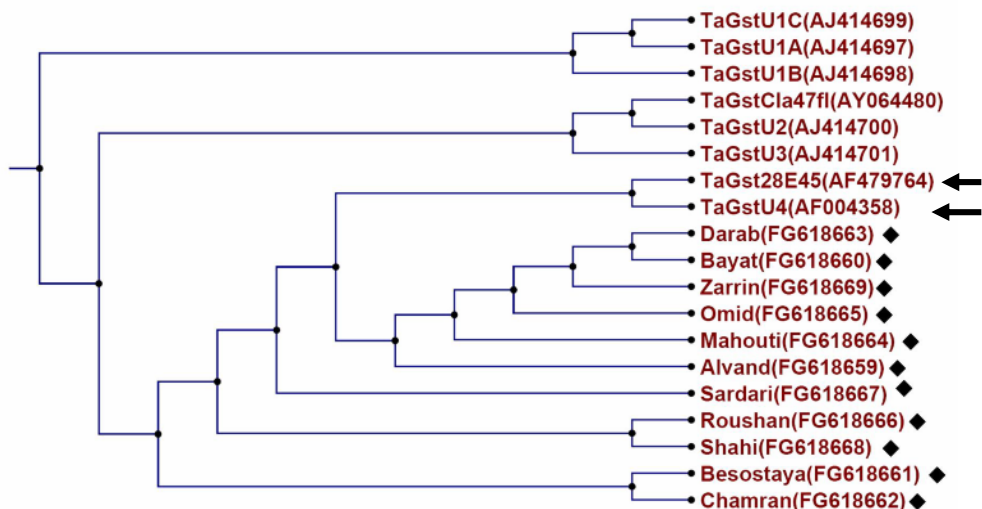 TaGstU1C(AJ414699)
TaGstU1A(AJ414697)
TaGstU1B(AJ414698)
TaGstCla47fl(AY064480)
TaGstU2(AJ414700)
TaGstU3(AJ414701)
TaGst28E45(AF479764)
TaGstU4(AF004358)
Darab(FG618663)
Bayat(FG618660)
Zarrin(FG618669)
Omid(FG618665)
Mahouti(FG618664)
Alvand(FG618659)
Sardari(FG618667)
Roushan(FG618666)
Shahi(FG618668)
Besostaya(FG618661)
Chamran(FG618662)